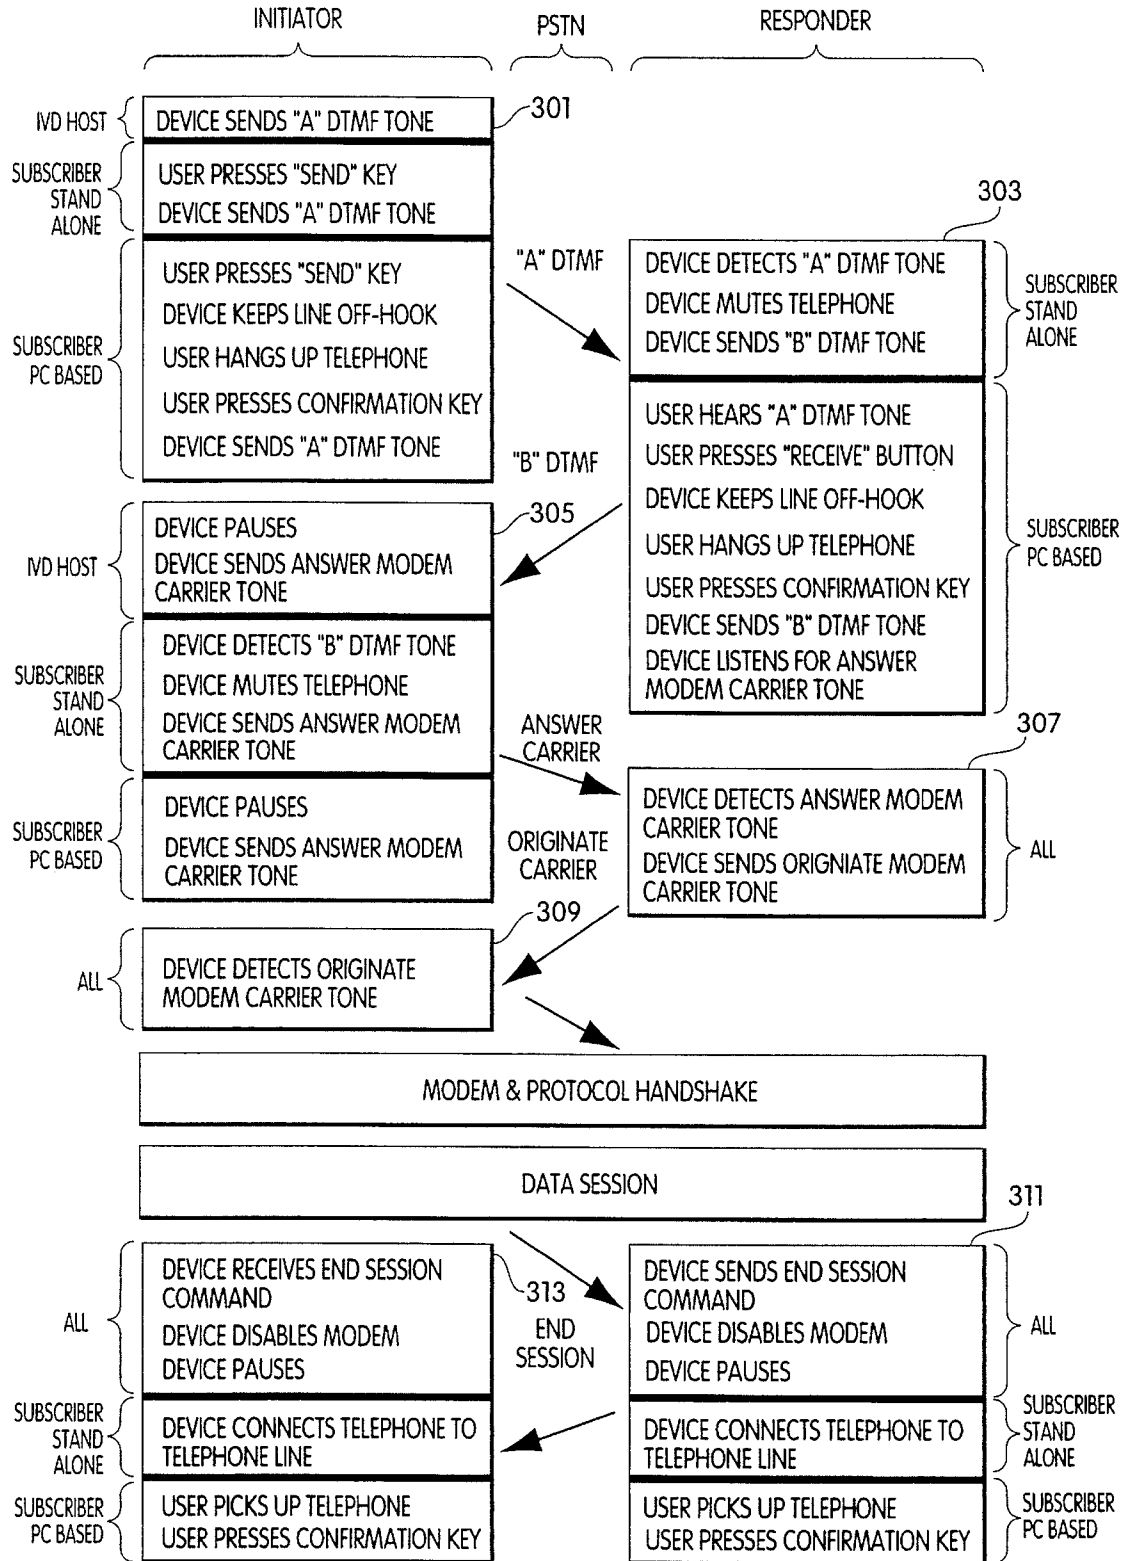 INITIATOR
PSTN
RESPONDER
IVD HOST
DEVICE SENDS "A" DTMF TONE
301
SUBSCRIBER
STAND
ALONE
USER PRESSES "SEND" KEY
DEVICE SENDS "A" DTMF TONE
SUBSCRIBER
PC BASED
USER PRESSES "SEND" KEY
DEVICE KEEPS LINE OFF-HOOK
USER HANGS UP TELEPHONE
USER PRESSES CONFIRMATION KEY
DEVICE SENDS "A" DTMF TONE
"A" DTMF
303
DEVICE DETECTS "A" DTMF TONE
DEVICE MUTES TELEPHONE
DEVICE SENDS "B" DTMF TONE
SUBSCRIBER
STAND
ALONE
USER HEARS "A" DTMF TONE
USER PRESSES "RECEIVE" BUTTON
DEVICE KEEPS LINE OFF-HOOK
USER HANGS UP TELEPHONE
USER PRESSES CONFIRMATION KEY
DEVICE SENDS "B" DTMF TONE
DEVICE LISTENS FOR ANSWER
MODEM CARRIER TONE
SUBSCRIBER
PC BASED
"B" DTMF
305
IVD HOST
DEVICE PAUSES
DEVICE SENDS ANSWER MODEM
CARRIER TONE
SUBSCRIBER
STAND
ALONE
DEVICE DETECTS "B" DTMF TONE
DEVICE MUTES TELEPHONE
DEVICE SENDS ANSWER MODEM
CARRIER TONE
SUBSCRIBER
PC BASED
DEVICE PAUSES
DEVICE SENDS ANSWER MODEM
CARRIER TONE
ANSWER
CARRIER
307
DEVICE DETECTS ANSWER MODEM
CARRIER TONE
DEVICE SENDS ORIGNIATE MODEM
CARRIER TONE
ALL
ORIGINATE
CARRIER
309
ALL
DEVICE DETECTS ORIGINATE
MODEM CARRIER TONE
MODEM & PROTOCOL HANDSHAKE
DATA SESSION
311
ALL
DEVICE RECEIVES END SESSION
COMMAND
DEVICE DISABLES MODEM
DEVICE PAUSES
313
END
SESSION
DEVICE SENDS END SESSION
COMMAND
DEVICE DISABLES MODEM
DEVICE PAUSES
ALL
SUBSCRIBER
STAND
ALONE
DEVICE CONNECTS TELEPHONE TO
TELEPHONE LINE
DEVICE CONNECTS TELEPHONE TO
TELEPHONE LINE
SUBSCRIBER
STAND
ALONE
SUBSCRIBER
PC BASED
USER PICKS UP TELEPHONE
USER PRESSES CONFIRMATION KEY
USER PICKS UP TELEPHONE
USER PRESSES CONFIRMATION KEY
SUBSCRIBER
PC BASED